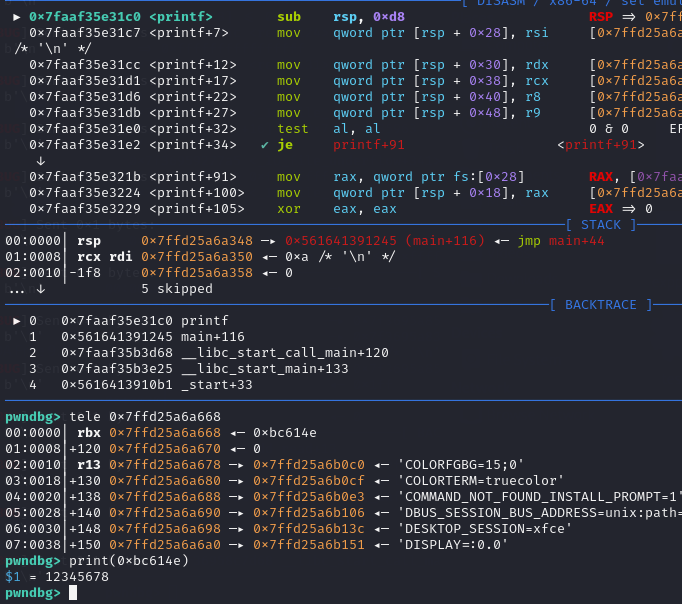 [ DISASM / x86-64 / set emul
► 0×7faaf35e31c0 <printf> sub rsp, 0×d8 RSP ⇒ 0×7ff
0×7faaf35e31c7 <printf+7> mov qword ptr [rsp + 0×28], rsi [0×7ffd25a6a
/* '\n' */
0×7faaf35e31cc <printf+12> mov qword ptr [rsp + 0×30], rdx [0×7ffd25a6a
0×7faaf35e31d1 <printf+17> mov qword ptr [rsp + 0×38], rcx [0×7ffd25a6a
0×7faaf35e31d6 <printf+22> mov qword ptr [rsp + 0×40], r8 [0×7ffd25a6a
0×7faaf35e31db <printf+27> mov qword ptr [rsp + 0×48], r9 [0×7ffd25a6a
0×7faaf35e31e0 <printf+32> test al, al 0 & 0 EF
0×7faaf35e31e2 <printf+34> ✔ je printf+91 <printf+91>
↓
0×7faaf35e321b <printf+91> mov rax, qword ptr fs:[0×28] RAX, [0×7faa
0×7faaf35e3224 <printf+100> mov qword ptr [rsp + 0×18], rax [0×7ffd25a6a
0×7faaf35e3229 <printf+105> xor eax, eax EAX ⇒ 0
[ STACK ]
00:0000│ rsp 0×7ffd25a6a348 —▸ 0×561641391245 (main+116) ◂— jmp main+44
01:0008│ rcx rdi 0×7ffd25a6a350 ◂— 0×a /* '\n' */
02:0010│-1f8 0×7ffd25a6a358 ◂— 0
... ↓ 5 skipped
[ BACKTRACE ]
► 0 0×7faaf35e31c0 printf
1 0×561641391245 main+116
2 0×7faaf35b3d68 __libc_start_call_main+120
3 0×7faaf35b3e25 __libc_start_main+133
4 0×5616413910b1 _start+33
pwndbg> tele 0×7ffd25a6a668
00:0000│ rbx 0×7ffd25a6a668 ◂— 0×bc614e
01:0008│+120 0×7ffd25a6a670 ◂— 0
02:0010│ r13 0×7ffd25a6a678 —▸ 0×7ffd25a6b0c0 ◂— 'COLORFGBG=15;0'
03:0018│+130 0×7ffd25a6a680 —▸ 0×7ffd25a6b0cf ◂— 'COLORTERM=truecolor'
04:0020│+138 0×7ffd25a6a688 —▸ 0×7ffd25a6b0e3 ◂— 'COMMAND_NOT_FOUND_INSTALL_PROMPT=1'
05:0028│+140 0×7ffd25a6a690 —▸ 0×7ffd25a6b106 ◂— 'DBUS_SESSION_BUS_ADDRESS=unix:path=
06:0030│+148 0×7ffd25a6a698 —▸ 0×7ffd25a6b13c ◂— 'DESKTOP_SESSION=xfce'
07:0038│+150 0×7ffd25a6a6a0 —▸ 0×7ffd25a6b151 ◂— 'DISPLAY=:0.0'
pwndbg> print(0×bc614e)
$1 = 12345678
pwndbg>